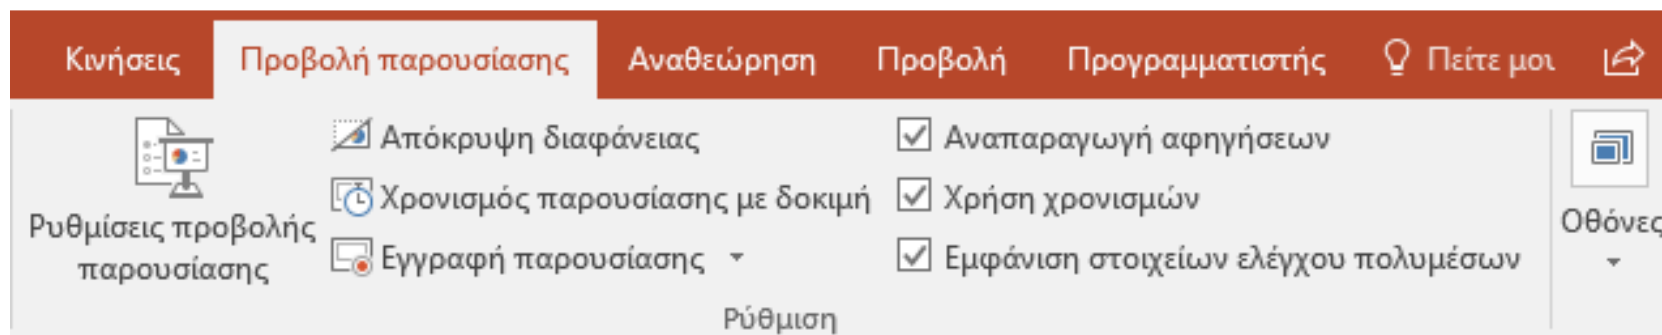 Κινήσεις Προβολή παρουσίασης Αναθεώρηση Προβολή Προγραμματιστής Πείτε μου
Ρυθμίσεις προβολής
παρουσίασης
Απόκρυψη διαφάνειας
Χρονισμός παρουσίασης με δοκιμή
Εγγραφή παρουσίασης
Αναπαραγωγή αφηγήσεων
Χρήση χρονισμών
Εμφάνιση στοιχείων ελέγχου πολυμέσων
Οθόνες
Ρύθμιση